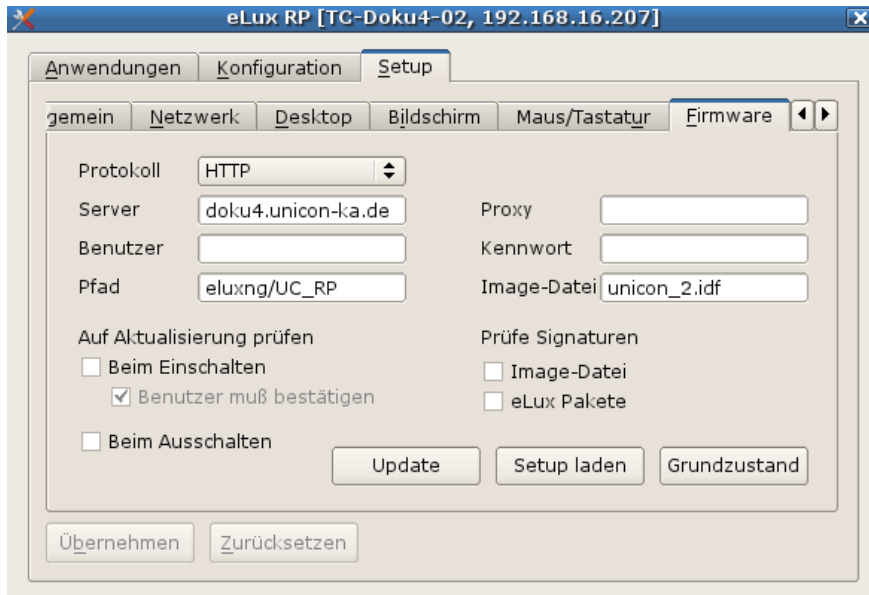 eLux RP [TC-Doku4-02, 192.168.16.207]
Anwendungen Konfiguration Setup
gemein Netzwerk Desktop Bildschirm Maus/Tastatur Firmware
Protokoll HTTP
Server doku4.unicon-ka.de Proxy
Benutzer Kennwort
Pfad eluxng/UC_RP Image-Datei unicon_2.idf
Auf Aktualisierung prüfen Prüfe Signaturen
Beim Einschalten Image-Datei
Benutzer muß bestätigen eLux Pakete
Beim Ausschalten
Update Setup laden Grundzustand
Übernehmen Zurücksetzen